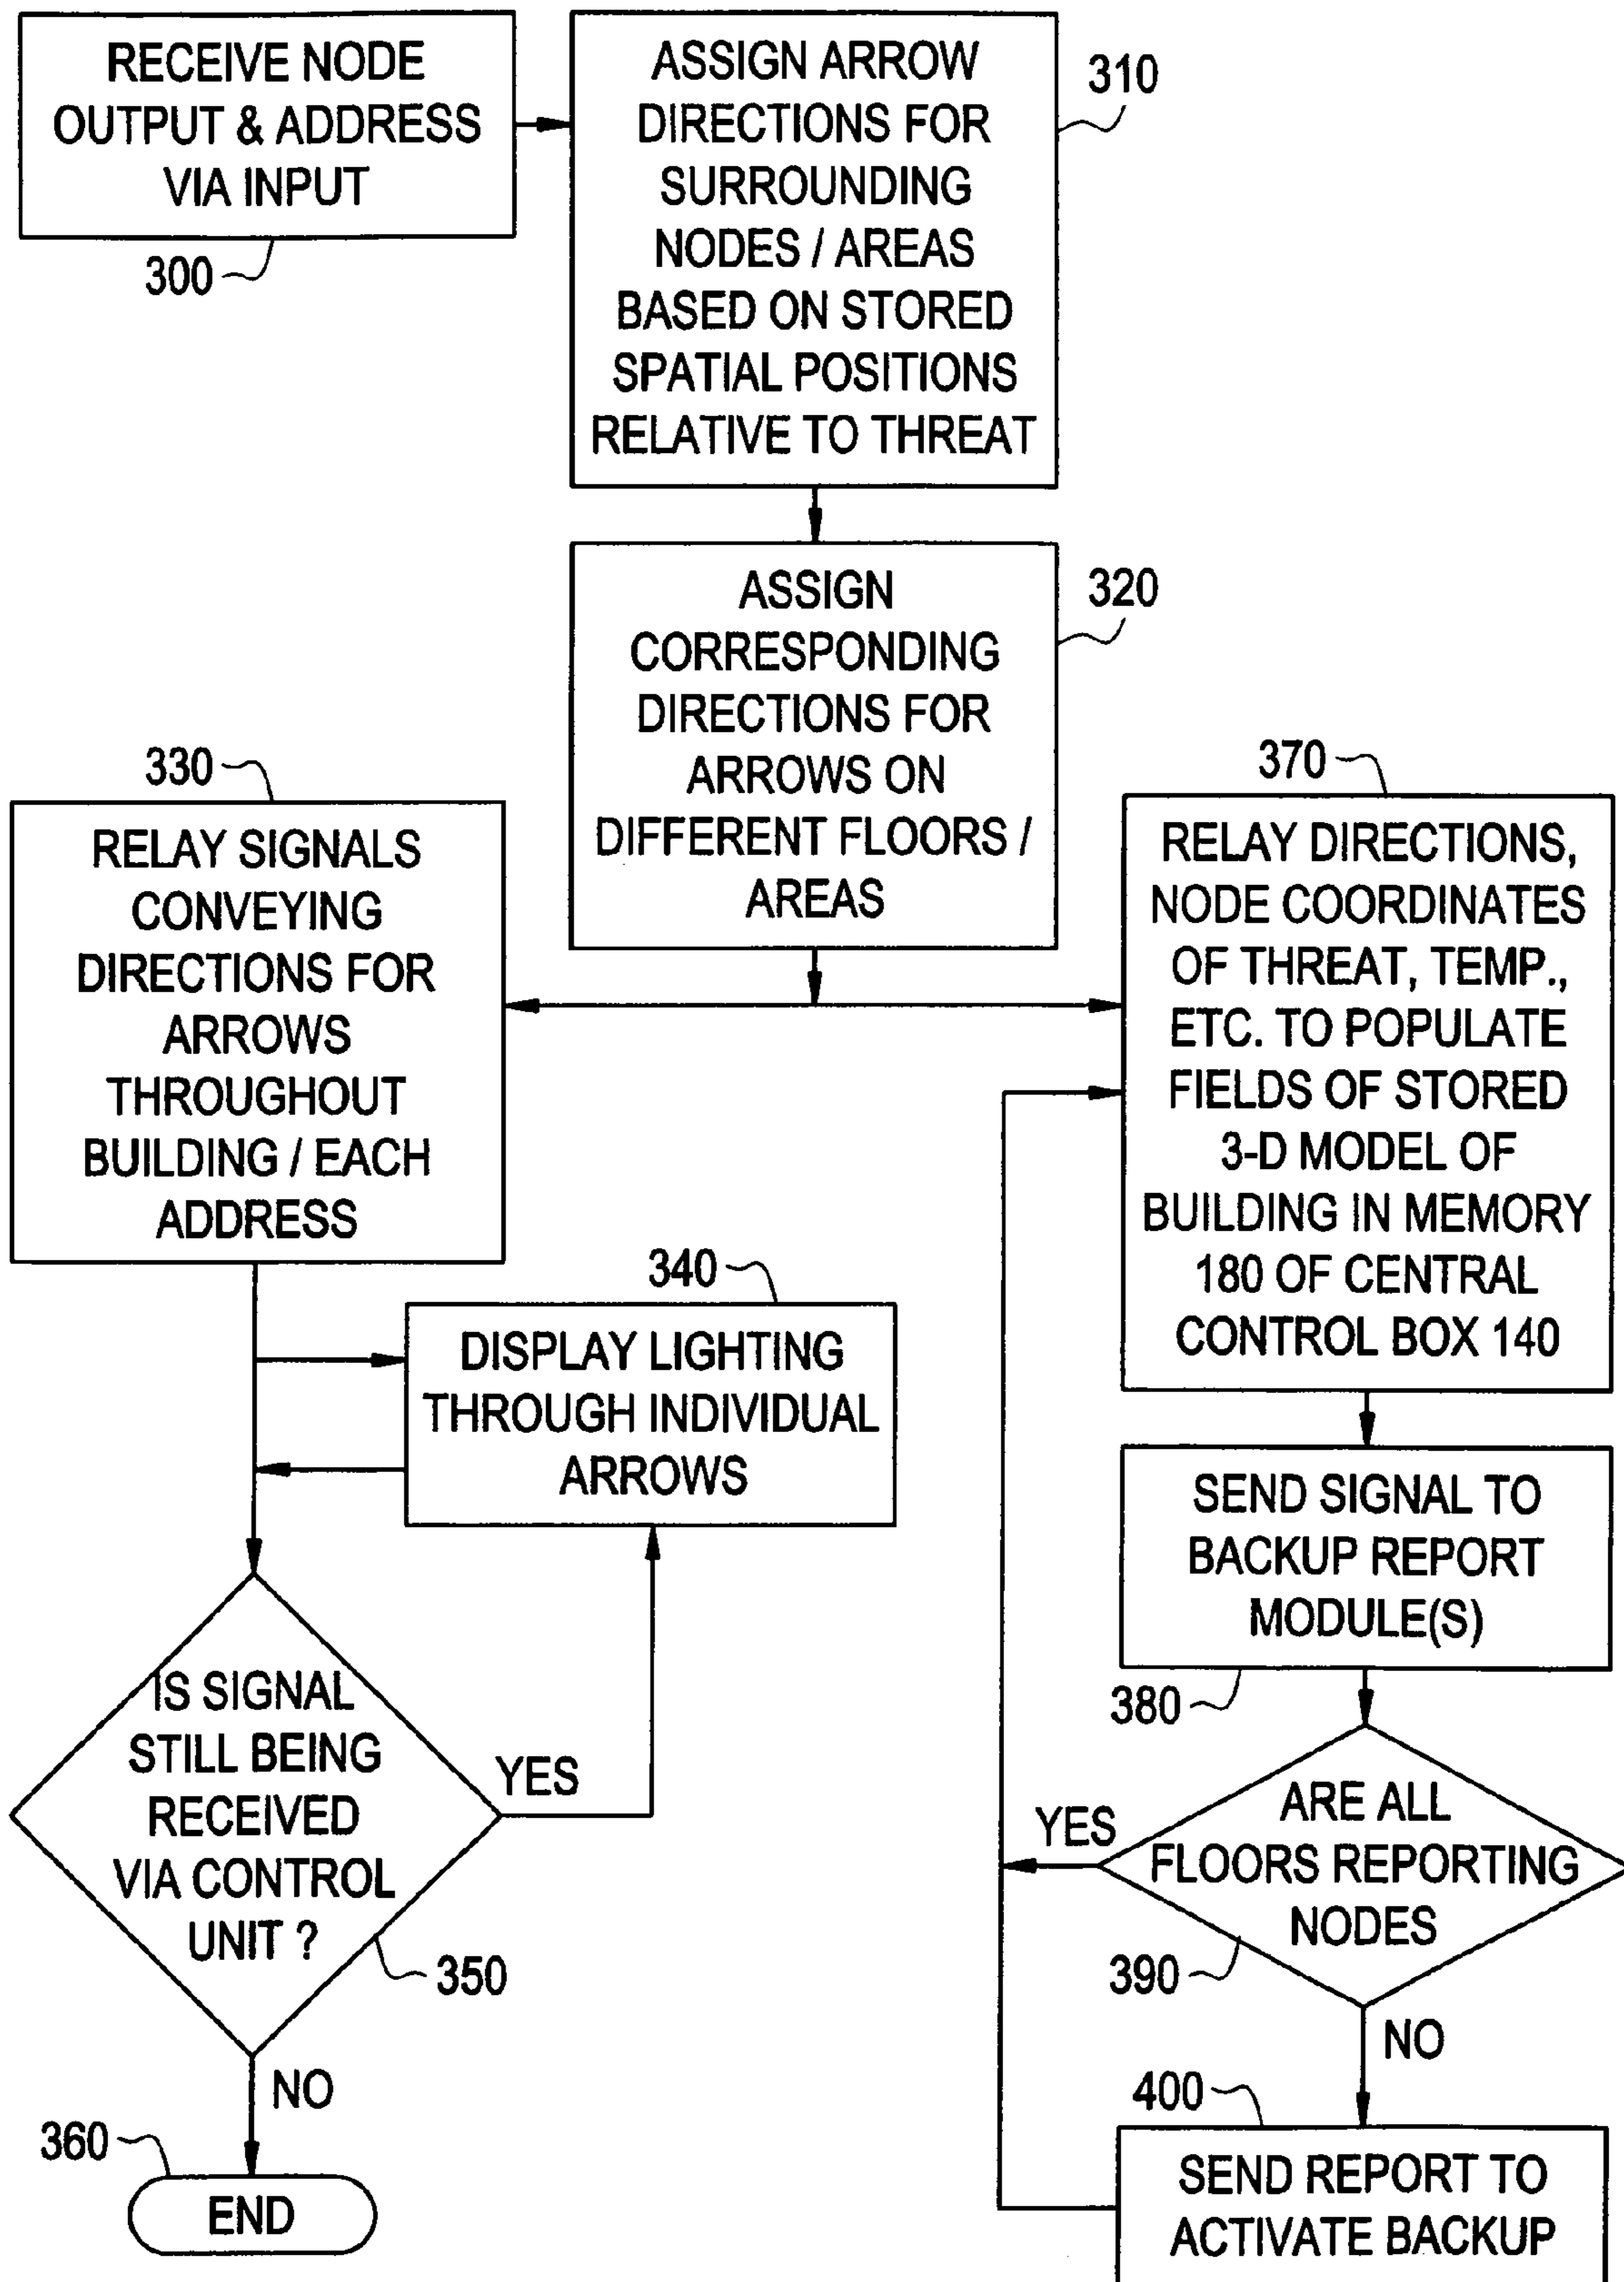 RECEIVE NODE
OUTPUT & ADDRESS
VIA INPUT
300
ASSIGN ARROW
DIRECTIONS FOR
SURROUNDING
NODES / AREAS
BASED ON STORED
SPATIAL POSITIONS
RELATIVE TO THREAT
310
ASSIGN
CORRESPONDING
DIRECTIONS FOR
ARROWS ON
DIFFERENT FLOORS /
AREAS
320
330
RELAY SIGNALS
CONVEYING
DIRECTIONS FOR
ARROWS
THROUGHOUT
BUILDING / EACH
ADDRESS
340
DISPLAY LIGHTING
THROUGH INDIVIDUAL
ARROWS
IS SIGNAL
STILL BEING
RECEIVED
VIA CONTROL
UNIT ?
350
YES
NO
360
END
370
RELAY DIRECTIONS,
NODE COORDINATES
OF THREAT, TEMP.,
ETC. TO POPULATE
FIELDS OF STORED
3-D MODEL OF
BUILDING IN MEMORY
180 OF CENTRAL
CONTROL BOX 140
SEND SIGNAL TO
BACKUP REPORT
MODULE(S)
380
ARE ALL
FLOORS REPORTING
NODES
390
YES
NO
400
SEND REPORT TO
ACTIVATE BACKUP